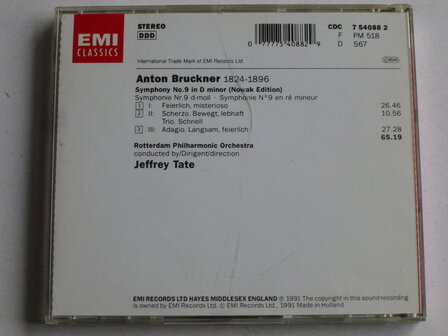 EMI
CLASSICS
STEREO
DDD
International Trade Mark of EMI Records Ltd.
0 77775 40882 9
CDC 7 54088 2
F PM 518
D 567
Anton Bruckner 1824-1896
Symphony No.9 in D minor (Nowak Edition)
Symphonie Nr.9 d-moll · Symphonie N°9 en ré mineur
1 I: Feierlich, misterioso 26.46
2 II: Scherzo. Bewegt, lebhaft 10.56
Trio. Schnell
3 III: Adagio. Langsam, feierlich 27.28
65.19
Rotterdam Philharmonic Orchestra
conducted by/Dirigent/direction
Jeffrey Tate
EMI RECORDS LTD HAYES MIDDLESEX ENGLAND ℗ 1991 The copyright in this sound recording
is owned by EMI Records Ltd. © EMI Records Ltd., 1991 Made in Holland